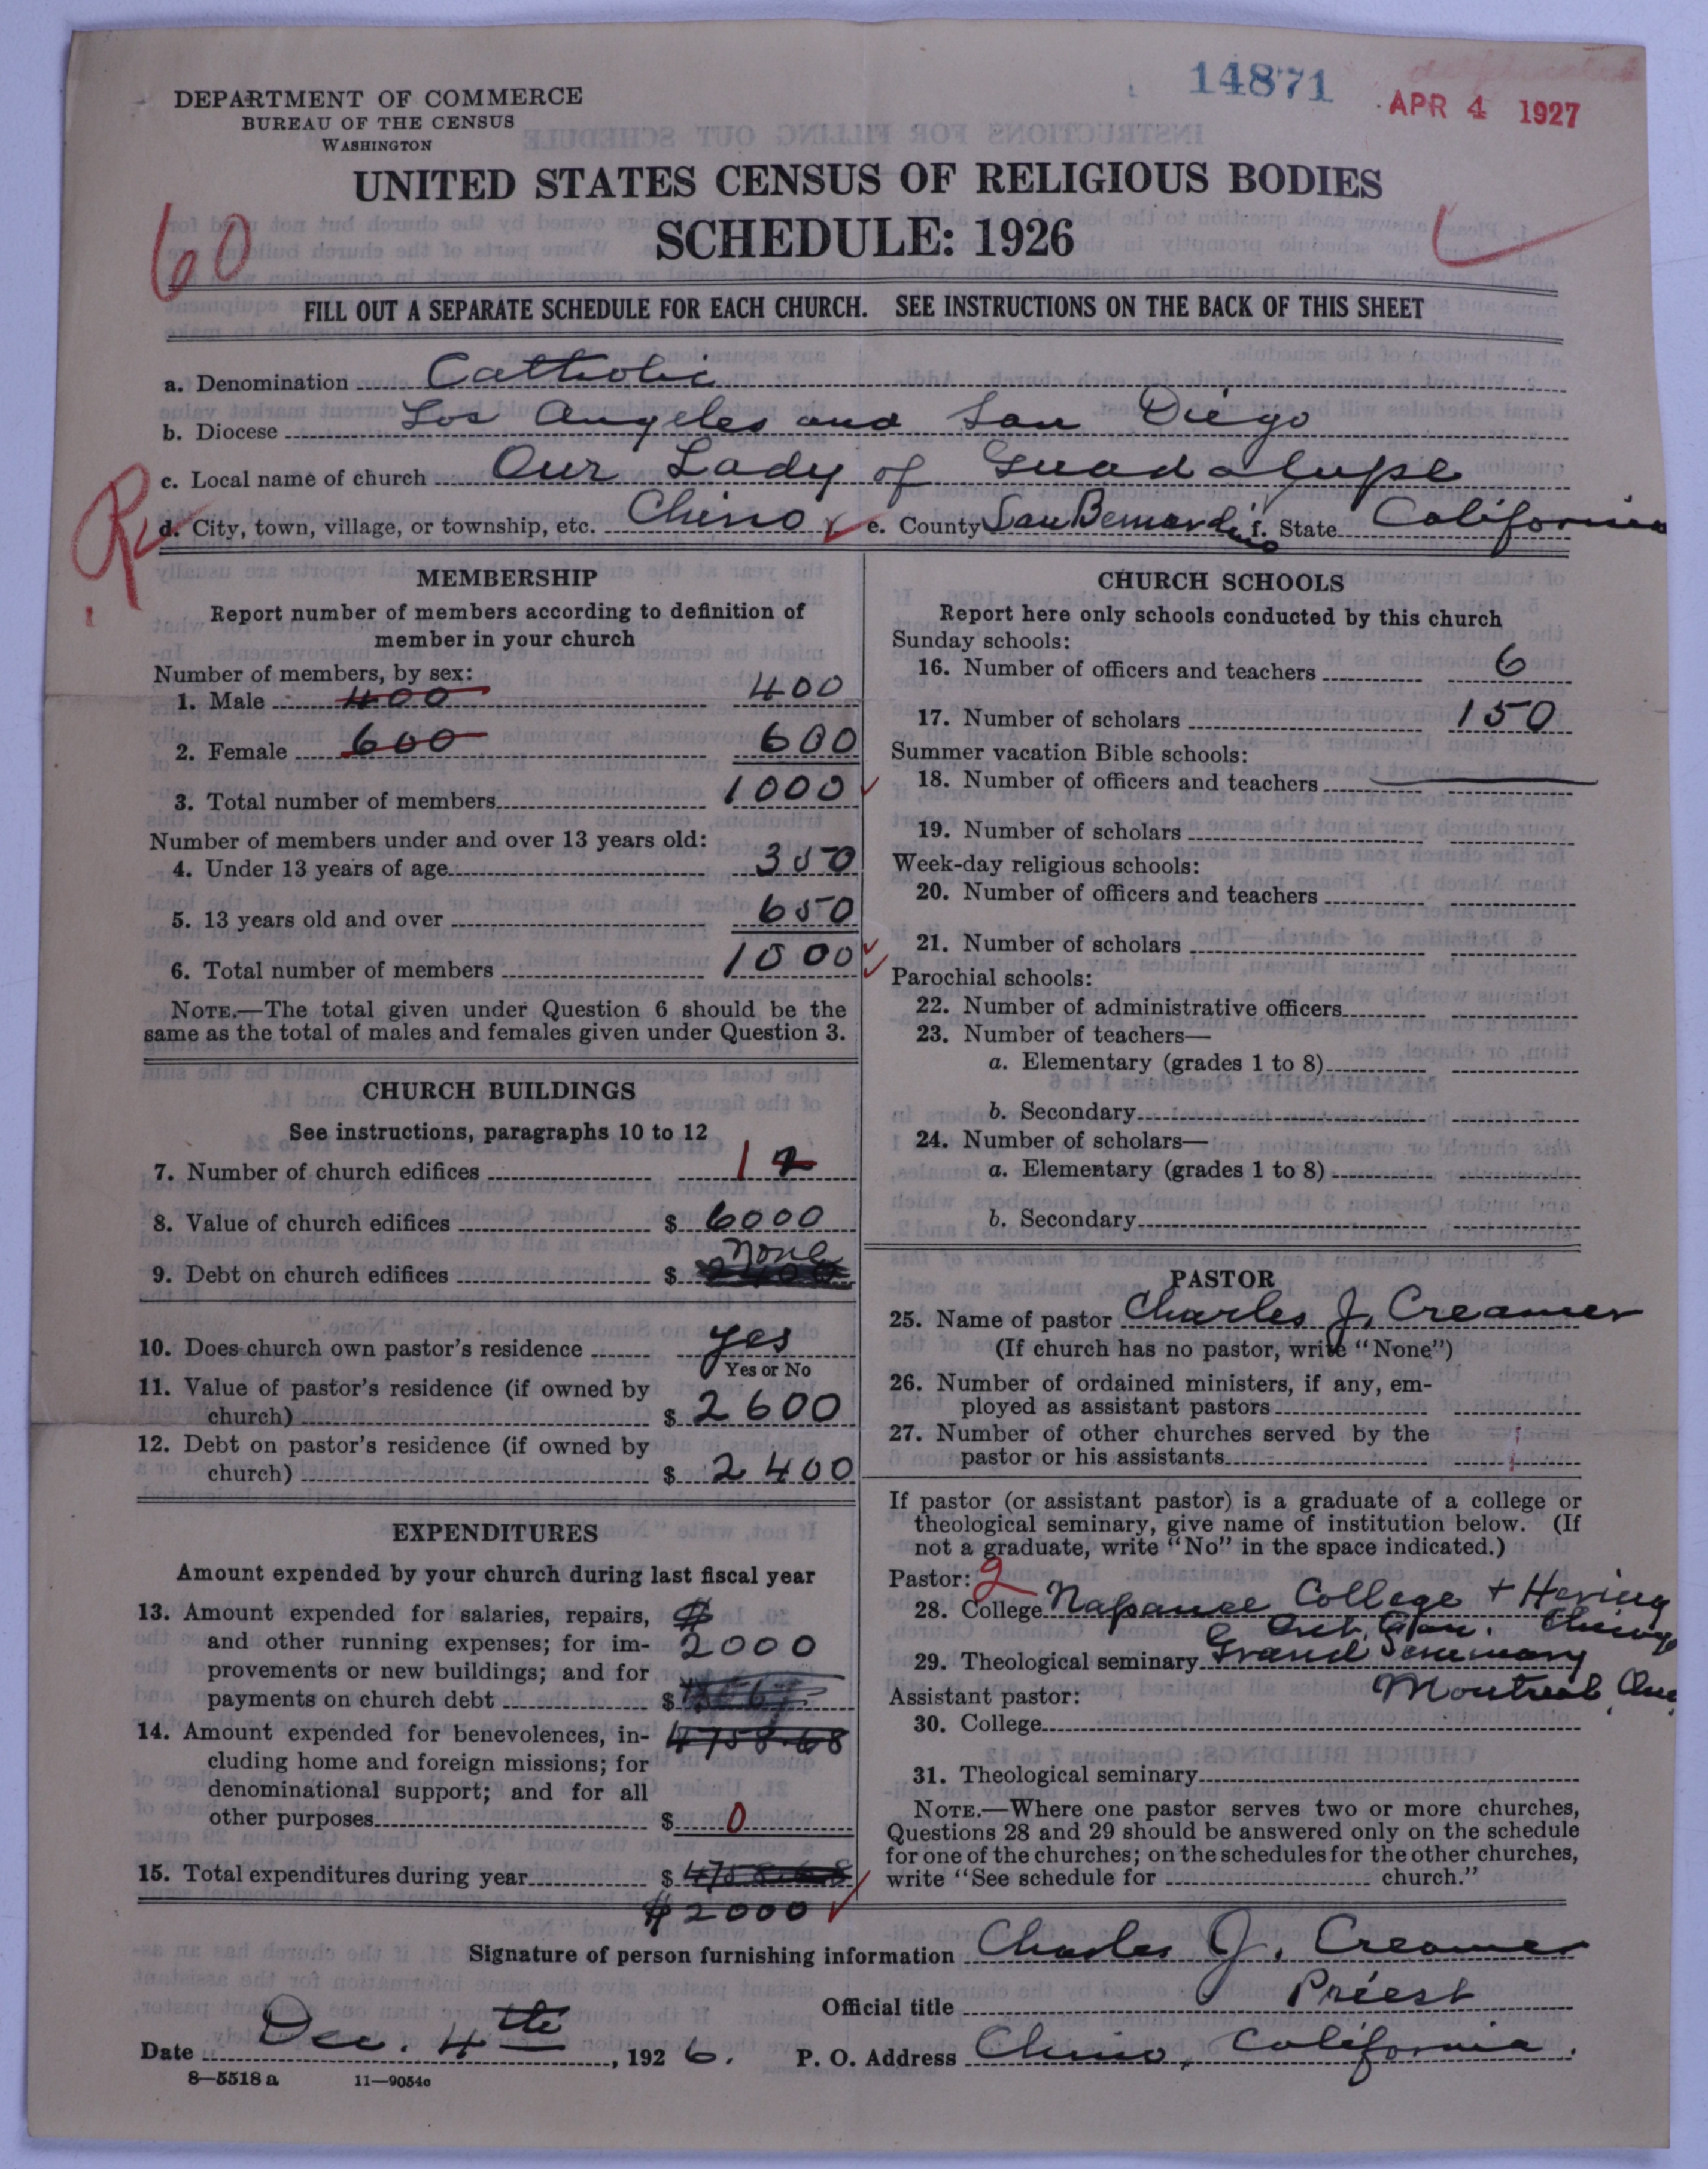 14871
APR 4 1927
DEPARTMENT OF COMMERCE
BUREAU OF THE CENSUS
WASHINGTON
UNITED STATES CENSUS OF RELIGIOUS BODIES
SCHEDULE: 1926
60
FILL OUT A SEPARATE SCHEDULE FOR EACH CHURCH. SEE INSTRUCTIONS ON THE BACK OF THIS SHEET
a. Denomination Catholic
b. Diocese Los Angeles and San Diego
c. Local name of church Our Lady of Guadalupe
d. City, town, village, or township, etc. Chino e. County San Bernardino f. State California
MEMBERSHIP
Report number of members according to definition of
member in your church
Number of members, by sex:
1. Male 400 400
2. Female 600 600
3. Total number of members 1000
Number of members under and over 13 years old:
4. Under 13 years of age 350
5. 13 years old and over 650
6. Total number of members 1000
NOTE.—The total given under Question 6 should be the
same as the total of males and females given under Question 3.
CHURCH BUILDINGS
See instructions, paragraphs 10 to 12
7. Number of church edifices 1 2
8. Value of church edifices $ 6000
none
9. Debt on church edifices $
10. Does church own pastor's residence yes
Yes or No
11. Value of pastor's residence (if owned by
church) $ 2600
12. Debt on pastor's residence (if owned by
church) $ 2400
EXPENDITURES
Amount expended by your church during last fiscal year
13. Amount expended for salaries, repairs, $
and other running expenses; for im- 2000
provements or new buildings; and for
payments on church debt $
14. Amount expended for benevolences, in- 4758.68
cluding home and foreign missions; for
denominational support; and for all
other purposes $ 0
15. Total expenditures during year $ 4758.68
$ 2000
CHURCH SCHOOLS
Report here only schools conducted by this church
Sunday schools:
16. Number of officers and teachers 6
17. Number of scholars 150
Summer vacation Bible schools:
18. Number of officers and teachers
19. Number of scholars
Week-day religious schools:
20. Number of officers and teachers
21. Number of scholars
Parochial schools:
22. Number of administrative officers
23. Number of teachers—
a. Elementary (grades 1 to 8)
b. Secondary
24. Number of scholars—
a. Elementary (grades 1 to 8)
b. Secondary
PASTOR
25. Name of pastor Charles J. Creamer
(If church has no pastor, write "None")
26. Number of ordained ministers, if any, em-
ployed as assistant pastors
27. Number of other churches served by the
pastor or his assistants
If pastor (or assistant pastor) is a graduate of a college or
theological seminary, give name of institution below. (If
not a graduate, write "No" in the space indicated.)
Pastor: 2
28. College Napanee College +
Ont. Can.
29. Theological seminary Grand Seminary
Montreal
Assistant pastor:
30. College
31. Theological seminary
NOTE.—Where one pastor serves two or more churches,
Questions 28 and 29 should be answered only on the schedule
for one of the churches; on the schedules for the other churches,
write "See schedule for church."
Signature of person furnishing information Charles J. Creamer
Official title Priest
Date Dec. 4th, 1926. P. O. Address Chino, California.
8—5518 a 11—9054c